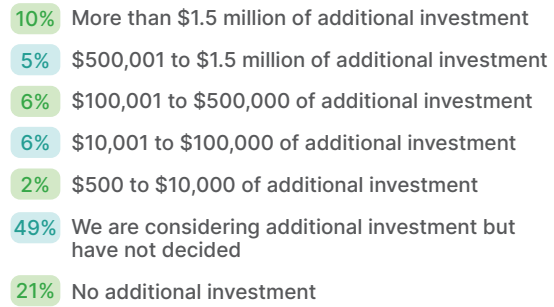 10% More than $1.5 million of additional investment
5% $500,001 to $1.5 million of additional investment
6% $100,001 to $500,000 of additional investment
6% $10,001 to $100,000 of additional investment
2% $500 to $10,000 of additional investment
49% We are considering additional investment but
have not decided
21% No additional investment